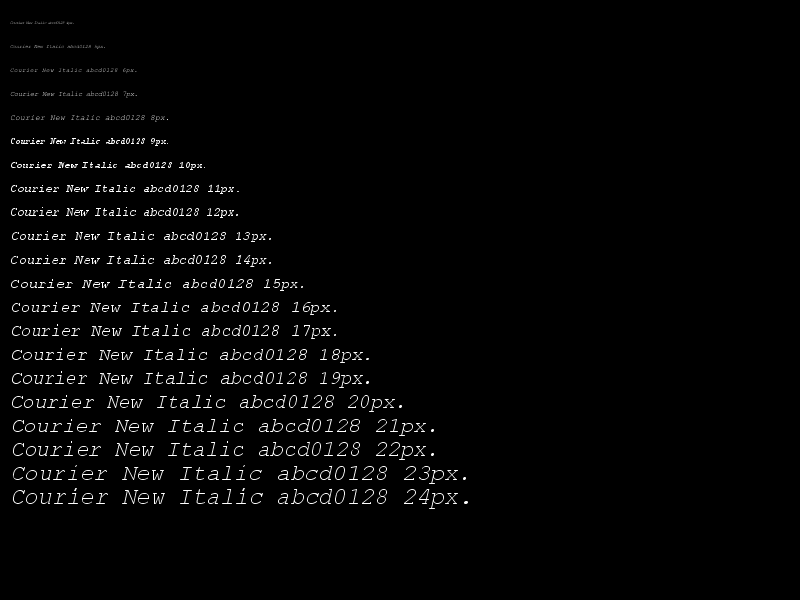 Courier New Italic abcd0128 4px.
Courier New Italic abcd0128 5px.
Courier New Italic abcd0128 6px.
Courier New Italic abcd0128 7px.
Courier New Italic abcd0128 8px.
Courier New Italic abcd0128 9px.
Courier New Italic abcd0128 10px.
Courier New Italic abcd0128 11px.
Courier New Italic abcd0128 12px.
Courier New Italic abcd0128 13px.
Courier New Italic abcd0128 14px.
Courier New Italic abcd0128 15px.
Courier New Italic abcd0128 16px.
Courier New Italic abcd0128 17px.
Courier New Italic abcd0128 18px.
Courier New Italic abcd0128 19px.
Courier New Italic abcd0128 20px.
Courier New Italic abcd0128 21px.
Courier New Italic abcd0128 22px.
Courier New Italic abcd0128 23px.
Courier New Italic abcd0128 24px.